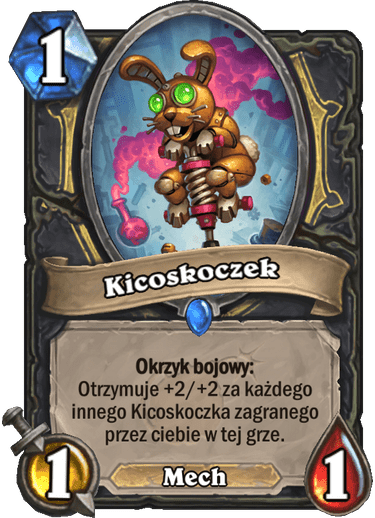 1
Kicoskoczek
Okrzyk bojowy:
Otrzymuje +2/+2 za każdego
innego Kicoskoczka zagranego
przez ciebie w tej grze.
1
Mech
1